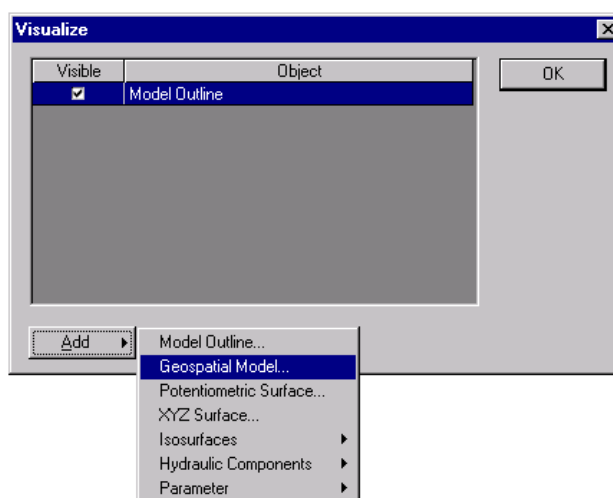 Visualize
Visible Object
Model Outline
OK
Add
Model Outline...
Geospatial Model...
Potentiometric Surface...
XYZ Surface...
Isosurfaces
Hydraulic Components
Parameter